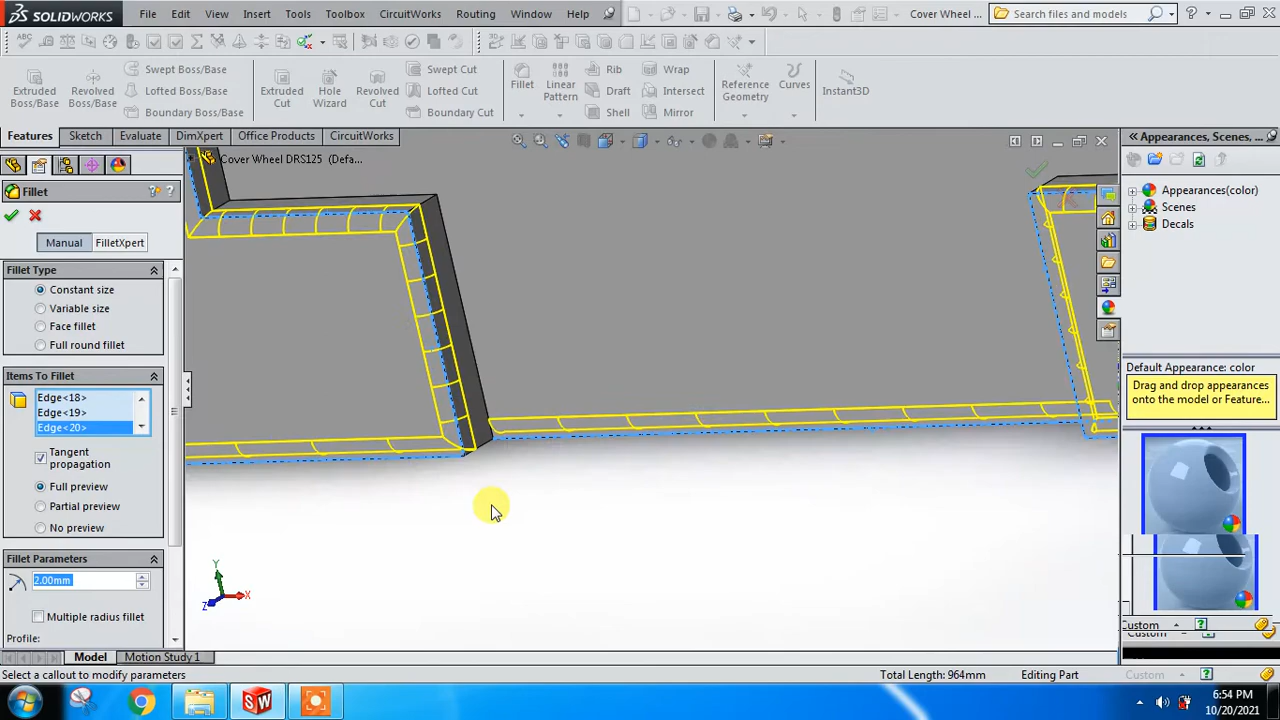 SOLIDWORKS File Edit View Insert Tools Toolbox CircuitWorks Routing Window Help Cover Wheel ... Search files and models
Extruded Boss/Base
Revolved Boss/Base
Swept Boss/Base
Lofted Boss/Base
Boundary Boss/Base
Extruded Cut
Hole Wizard
Revolved Cut
Swept Cut
Lofted Cut
Boundary Cut
Fillet
Linear Pattern
Rib
Draft
Shell
Wrap
Intersect
Mirror
Reference Geometry
Curves
Instant3D
Features Sketch Evaluate DimXpert Office Products CircuitWorks
Cover Wheel DRS125 (Defa...
Appearances, Scenes, ...
Appearances(color)
Scenes
Decals
Fillet
Manual FilletXpert
Fillet Type
Constant size
Variable size
Face fillet
Full round fillet
Items To Fillet
Edge<18>
Edge<19>
Edge<20>
Tangent
propagation
Full preview
Partial preview
No preview
Fillet Parameters
2.00mm
Multiple radius fillet
Profile:
Y
X
Z
Default Appearance: color
Drag and drop appearances
onto the model or Feature...
Custom
Custom
Model Motion Study 1
Select a callout to modify parameters Total Length: 964mm Editing Part Custom
6:54 PM
10/20/2021